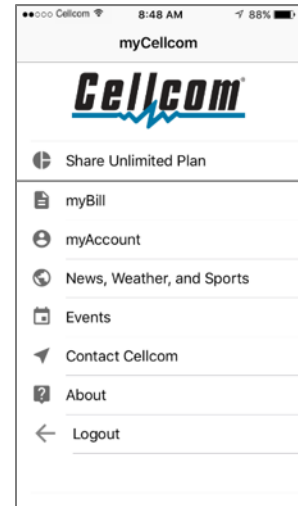 Cellcom 8:48 AM 88%
myCellcom
Cellcom
Share Unlimited Plan
myBill
myAccount
News, Weather, and Sports
Events
Contact Cellcom
About
Logout